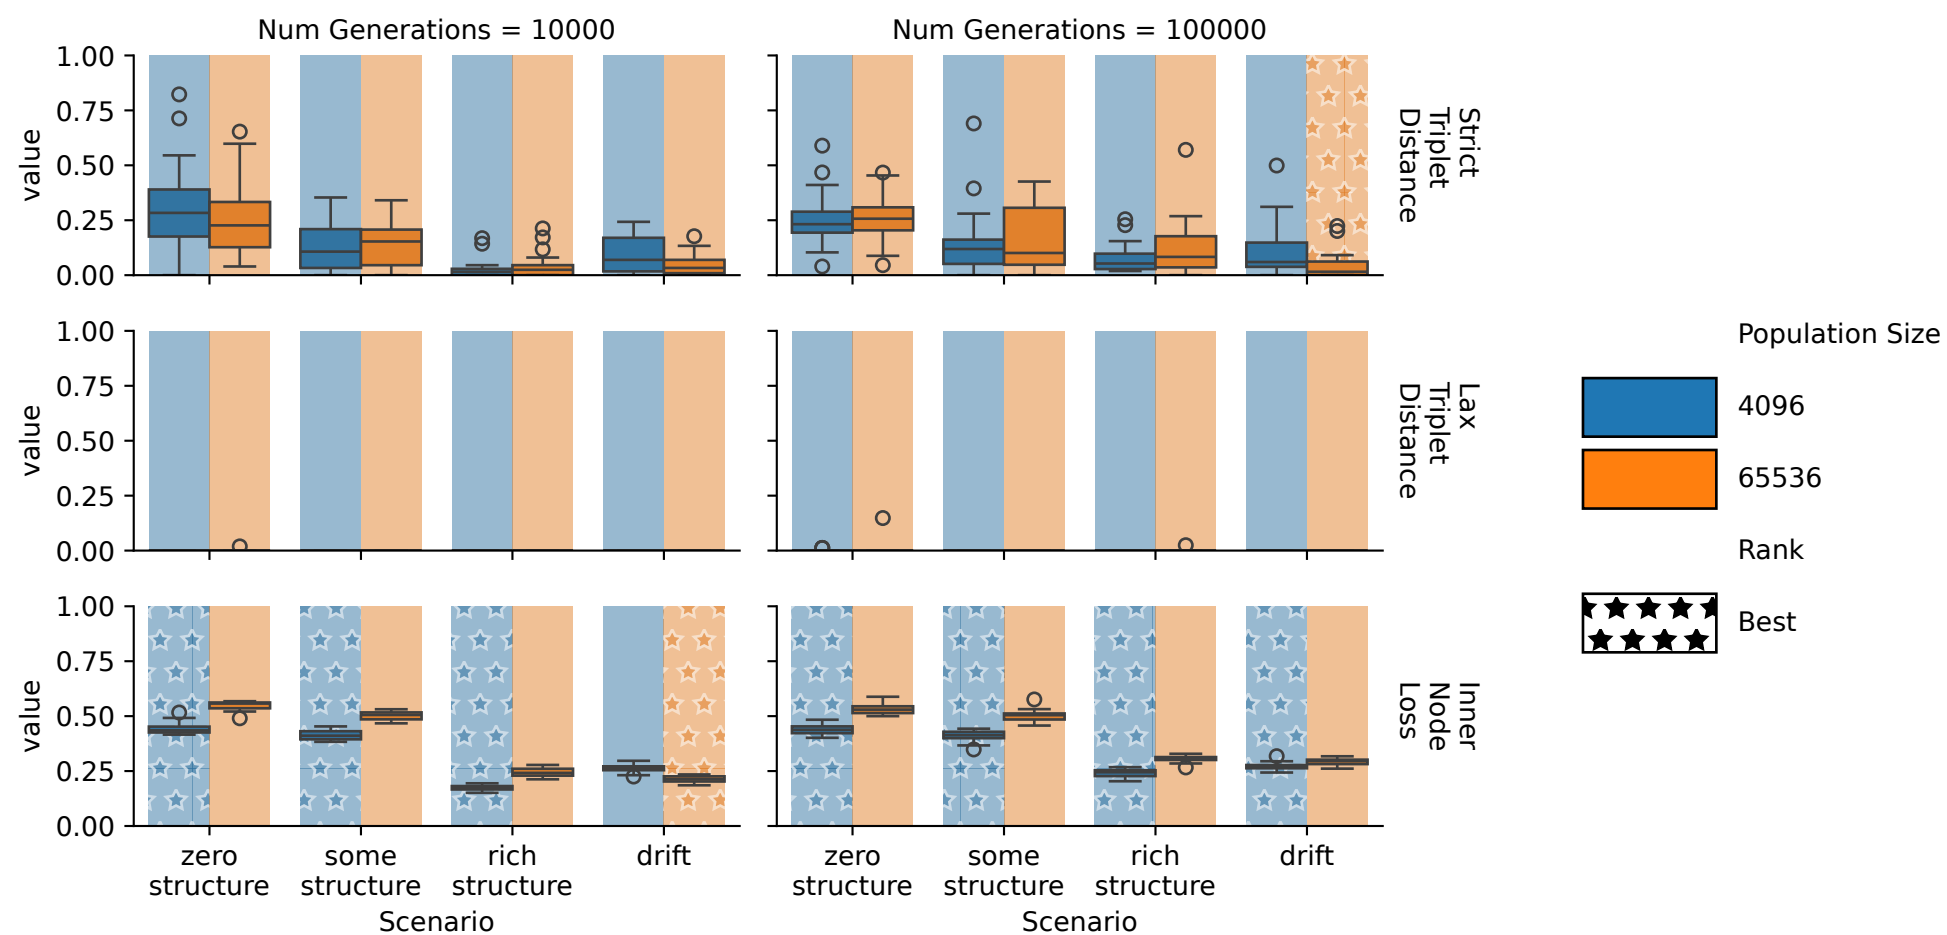 Num Generations = 10000
Num Generations = 100000
value
1.00
0.75
0.50
0.25
0.00
Strict
Triplet
Distance
value
1.00
0.75
0.50
0.25
0.00
Lax
Triplet
Distance
value
1.00
0.75
0.50
0.25
0.00
Inner
Node
Loss
zero
structure
some
structure
rich
structure
drift
Scenario
zero
structure
some
structure
rich
structure
drift
Scenario
Population Size
4096
65536
Rank
Best